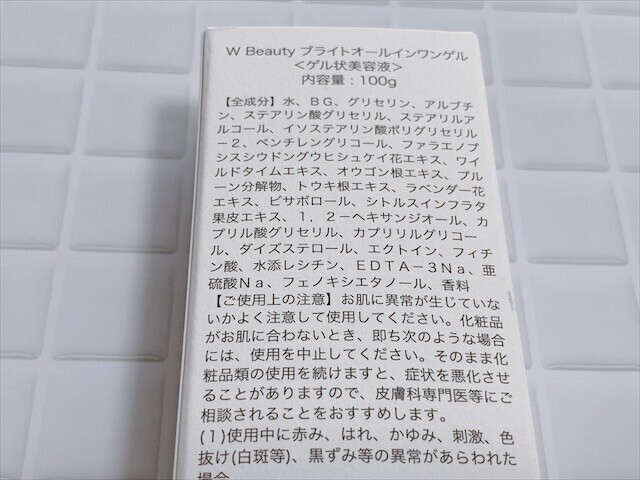 W Beauty ブライトオールインワンゲル
＜ゲル状美容液＞
内容量：100g
【全成分】水、ＢＧ、グリセリン、アルブチ
ン、ステアリン酸グリセリル、ステアリルア
ルコール、イソステアリン酸ポリグリセリル
－２、ペンチレングリコール、ファラエノプ
シスシウドングウヒシュケイ花エキス、ワイ
ルドタイムエキス、オウゴン根エキス、プル
ーン分解物、トウキ根エキス、ラベンダー花
エキス、ビサボロール、シトルスインフラタ
果皮エキス、１，２－ヘキサンジオール、カ
プリル酸グリセリル、カプリリルグリコー
ル、ダイズステロール、エクトイン、フィチ
ン酸、水添レシチン、ＥＤＴＡ－３Ｎａ、亜
硫酸Ｎａ、フェノキシエタノール、香料
【ご使用上の注意】お肌に異常が生じていな
いかよく注意して使用してください。化粧品
がお肌に合わないとき、即ち次のような場合
には、使用を中止してください。そのまま化
粧品類の使用を続けますと、症状を悪化させ
ることがありますので、皮膚科専門医等にご
相談されることをおすすめします。
(1)使用中に赤み、はれ、かゆみ、刺激、色
抜け(白斑等)、黒ずみ等の異常があらわれた
場合